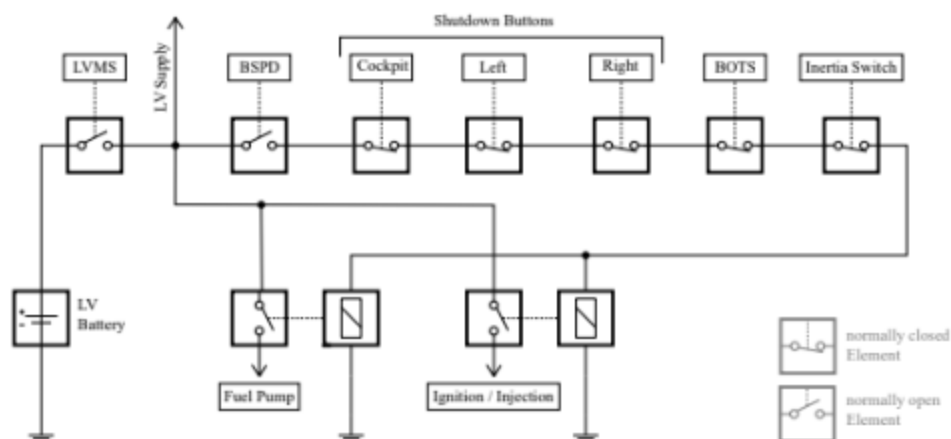 Shutdown Buttons
LVMS
LV Supply
BSPD
Cockpit
Left
Right
BOTS
Inertia Switch
+
-
LV
Battery
Fuel Pump
Ignition / Injection
normally closed
Element
normally open
Element